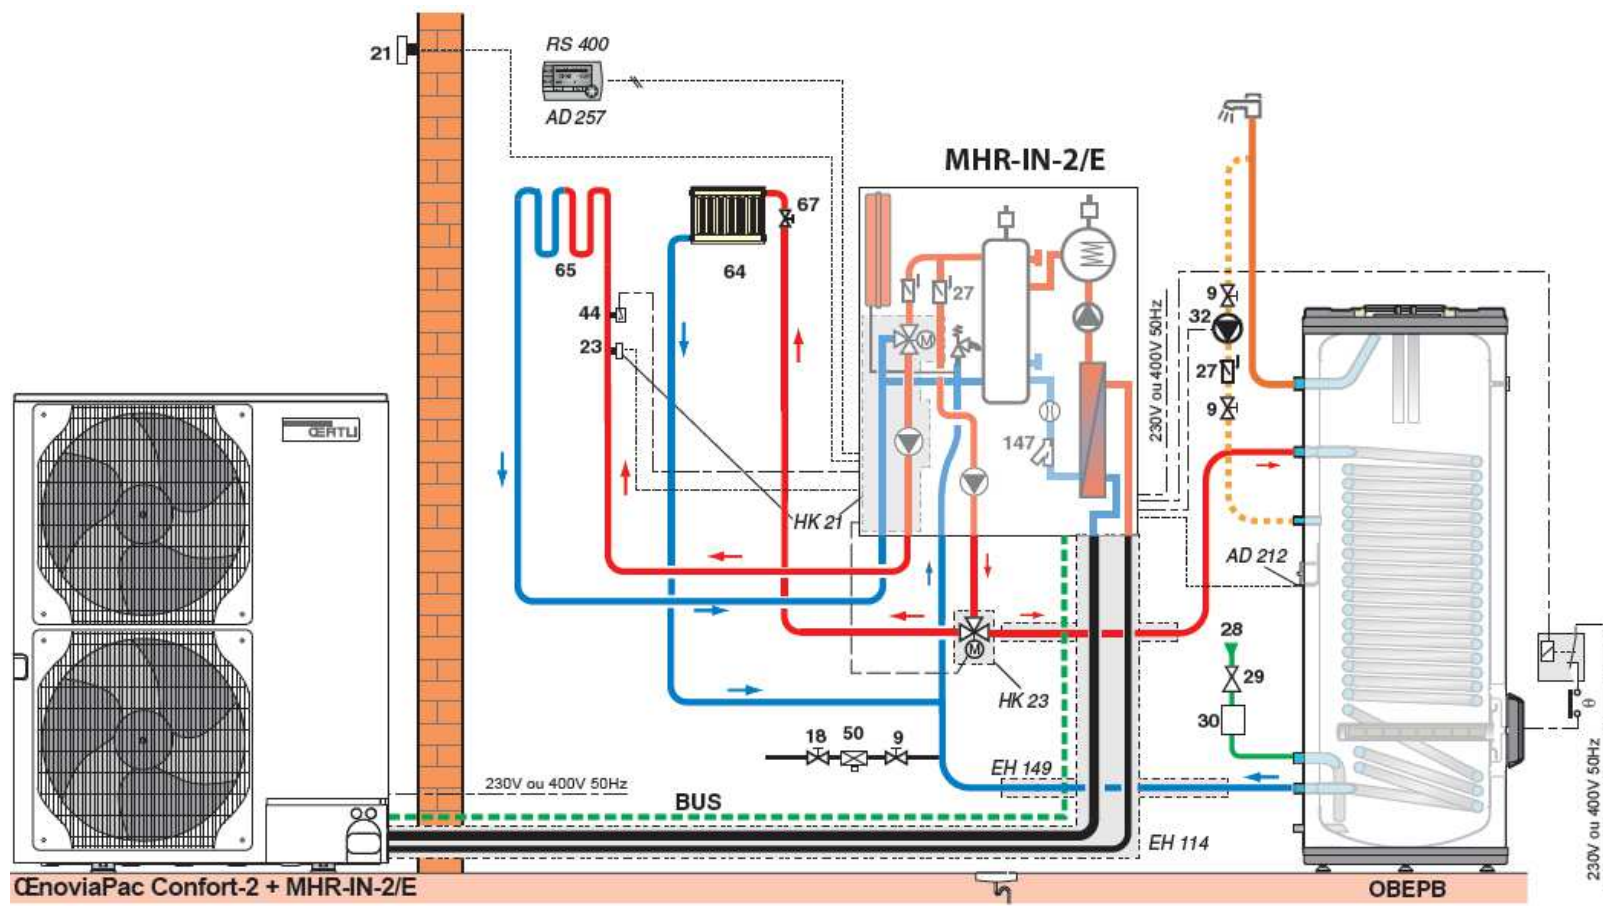 21
RS 400
AD 257
MHR-IN-2/E
67
65
64
44
23
27
M
147
HK 21
230V ou 400V 50Hz
9
32
27
9
AD 212
28
29
30
M
HK 23
18
50
9
EH 149
230V ou 400V 50Hz
BUS
EH 114
θ
230V ou 400V 50Hz
ŒRTLI
ŒnoviaPac Confort-2 + MHR-IN-2/E
OBEPB